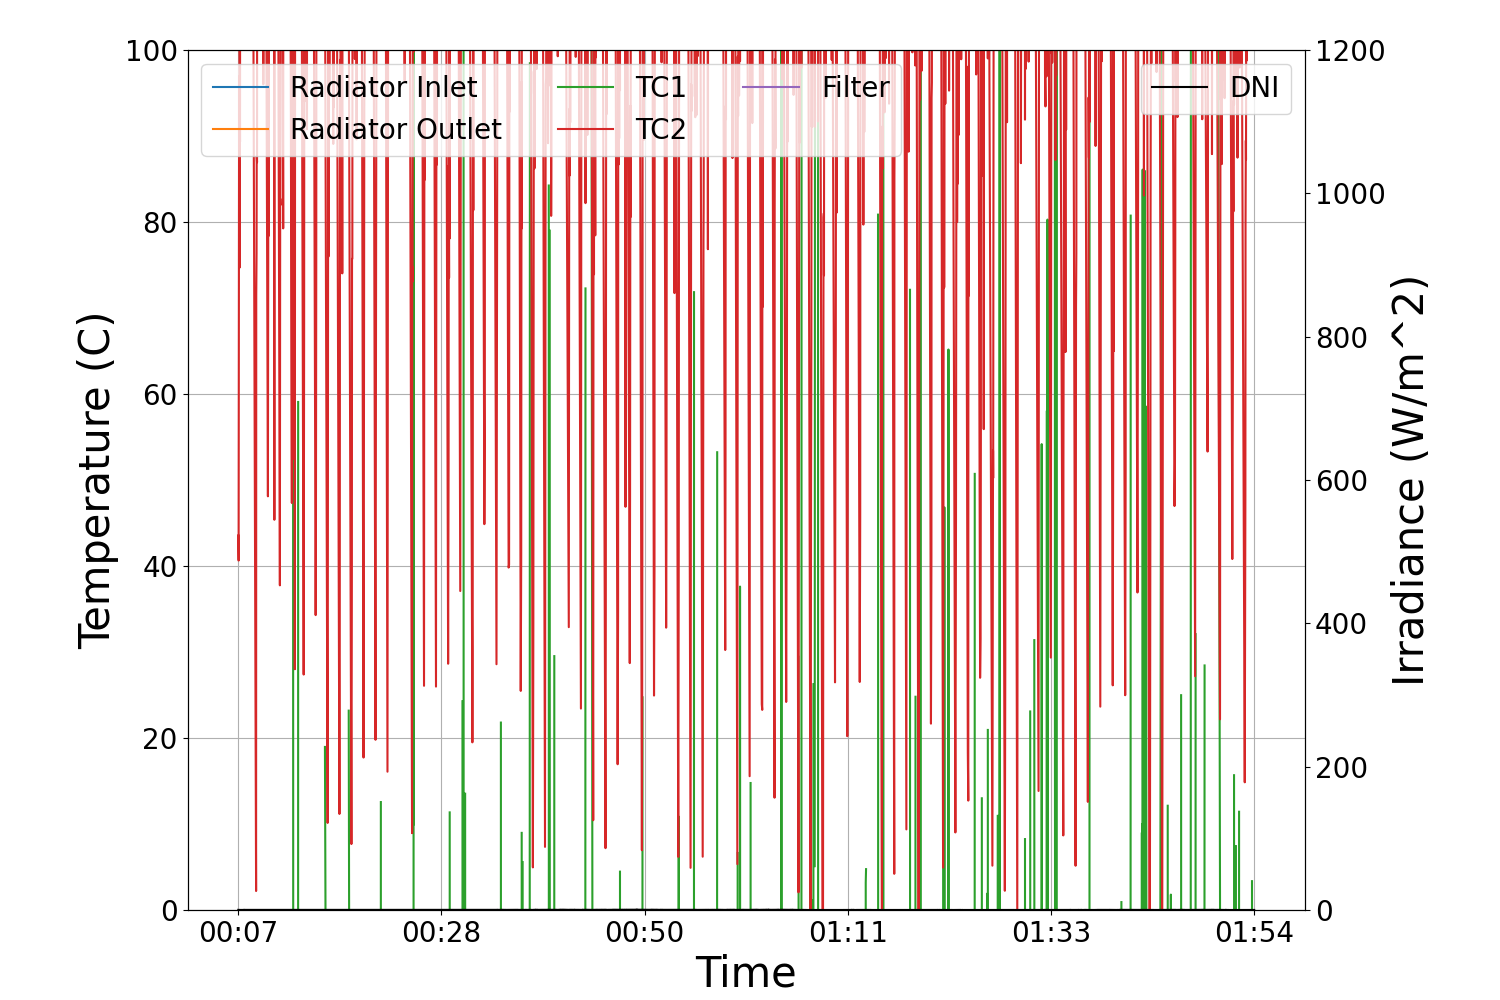 Radiator Inlet
Radiator Outlet
TC1
TC2
Filter
DNI
100
80
60
40
20
0
Temperature (C)
1200
1000
800
600
400
200
0
Irradiance (W/m^2)
00:07 00:28 00:50 01:11 01:33 01:54
Time